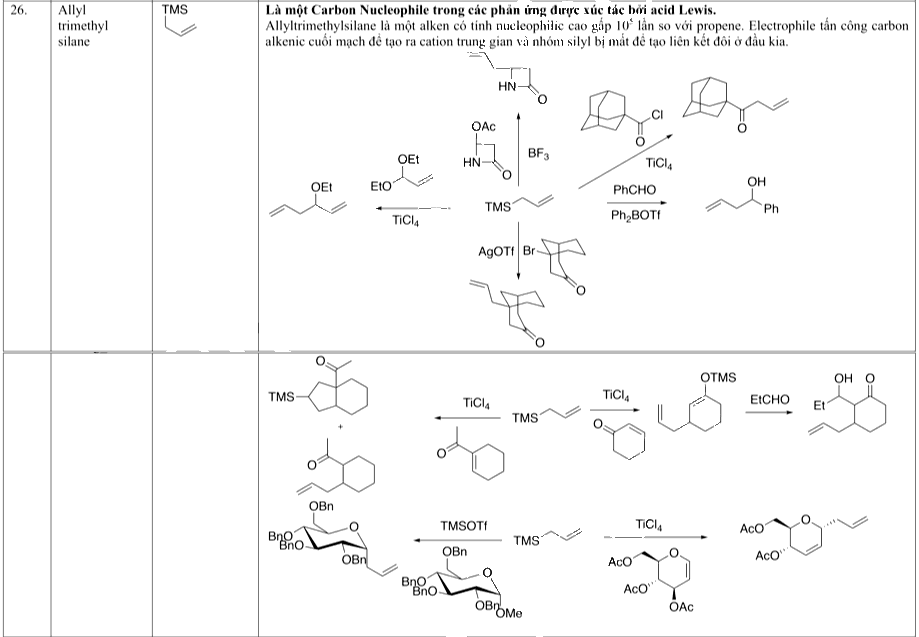 26.
Allyl
trimethyl
silane
TMS
Là một Carbon Nucleophile trong các phản ứng được xúc tác bởi acid Lewis.
Allyltrimethylsilane là một alken có tính nucleophilic cao gấp 10⁵ lần so với propene. Electrophile tấn công carbon
alkenic cuối mạch để tạo ra cation trung gian và nhóm silyl bị mất để tạo liên kết đôi ở đầu kia.
HN
O
OAc
HN
O
BF₃
Cl
O
TiCl₄
O
OEt
OEt
EtO
TiCl₄
TMS
PhCHO
Ph₂BOTf
OH
Ph
AgOTf
Br
O
O
O
TMS
+
O
TiCl₄
O
TMS
TiCl₄
O
OTMS
EtCHO
OH O
Et
OBn
O
BnO
BnO
OBn
TMSOTf
OBn
O
BnO
BnO
OBn
OMe
TMS
TiCl₄
AcO
O
AcO
OAc
AcO
O
AcO